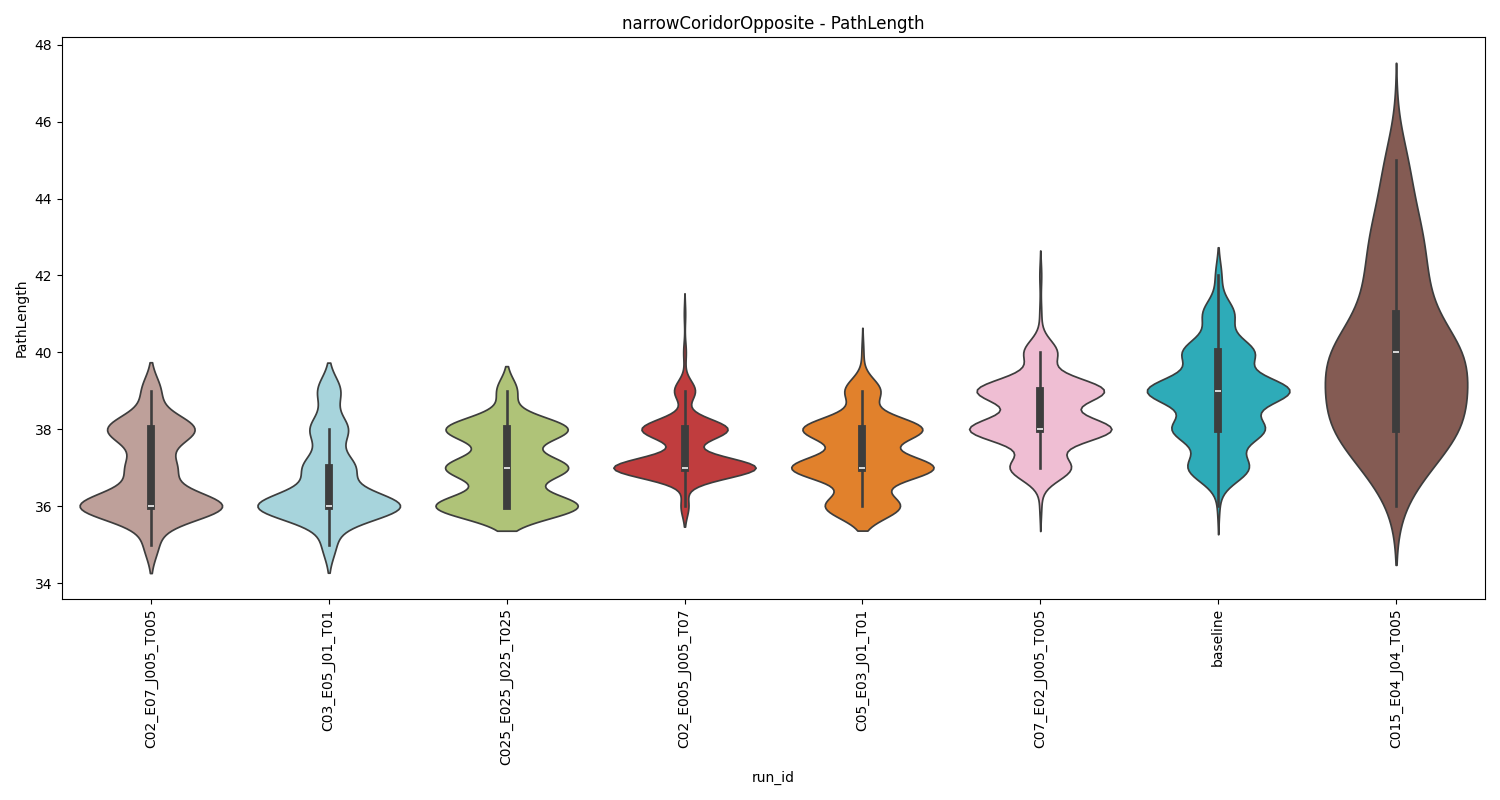 narrowCoridorOpposite - PathLength
48
46
44
42
40
38
36
34
PathLength
C02_E07_J005_T005
C03_E05_J01_T01
C025_E025_J025_T025
C02_E005_J005_T07
C05_E03_J01_T01
C07_E02_J005_T005
baseline
C015_E04_J04_T005
run_id